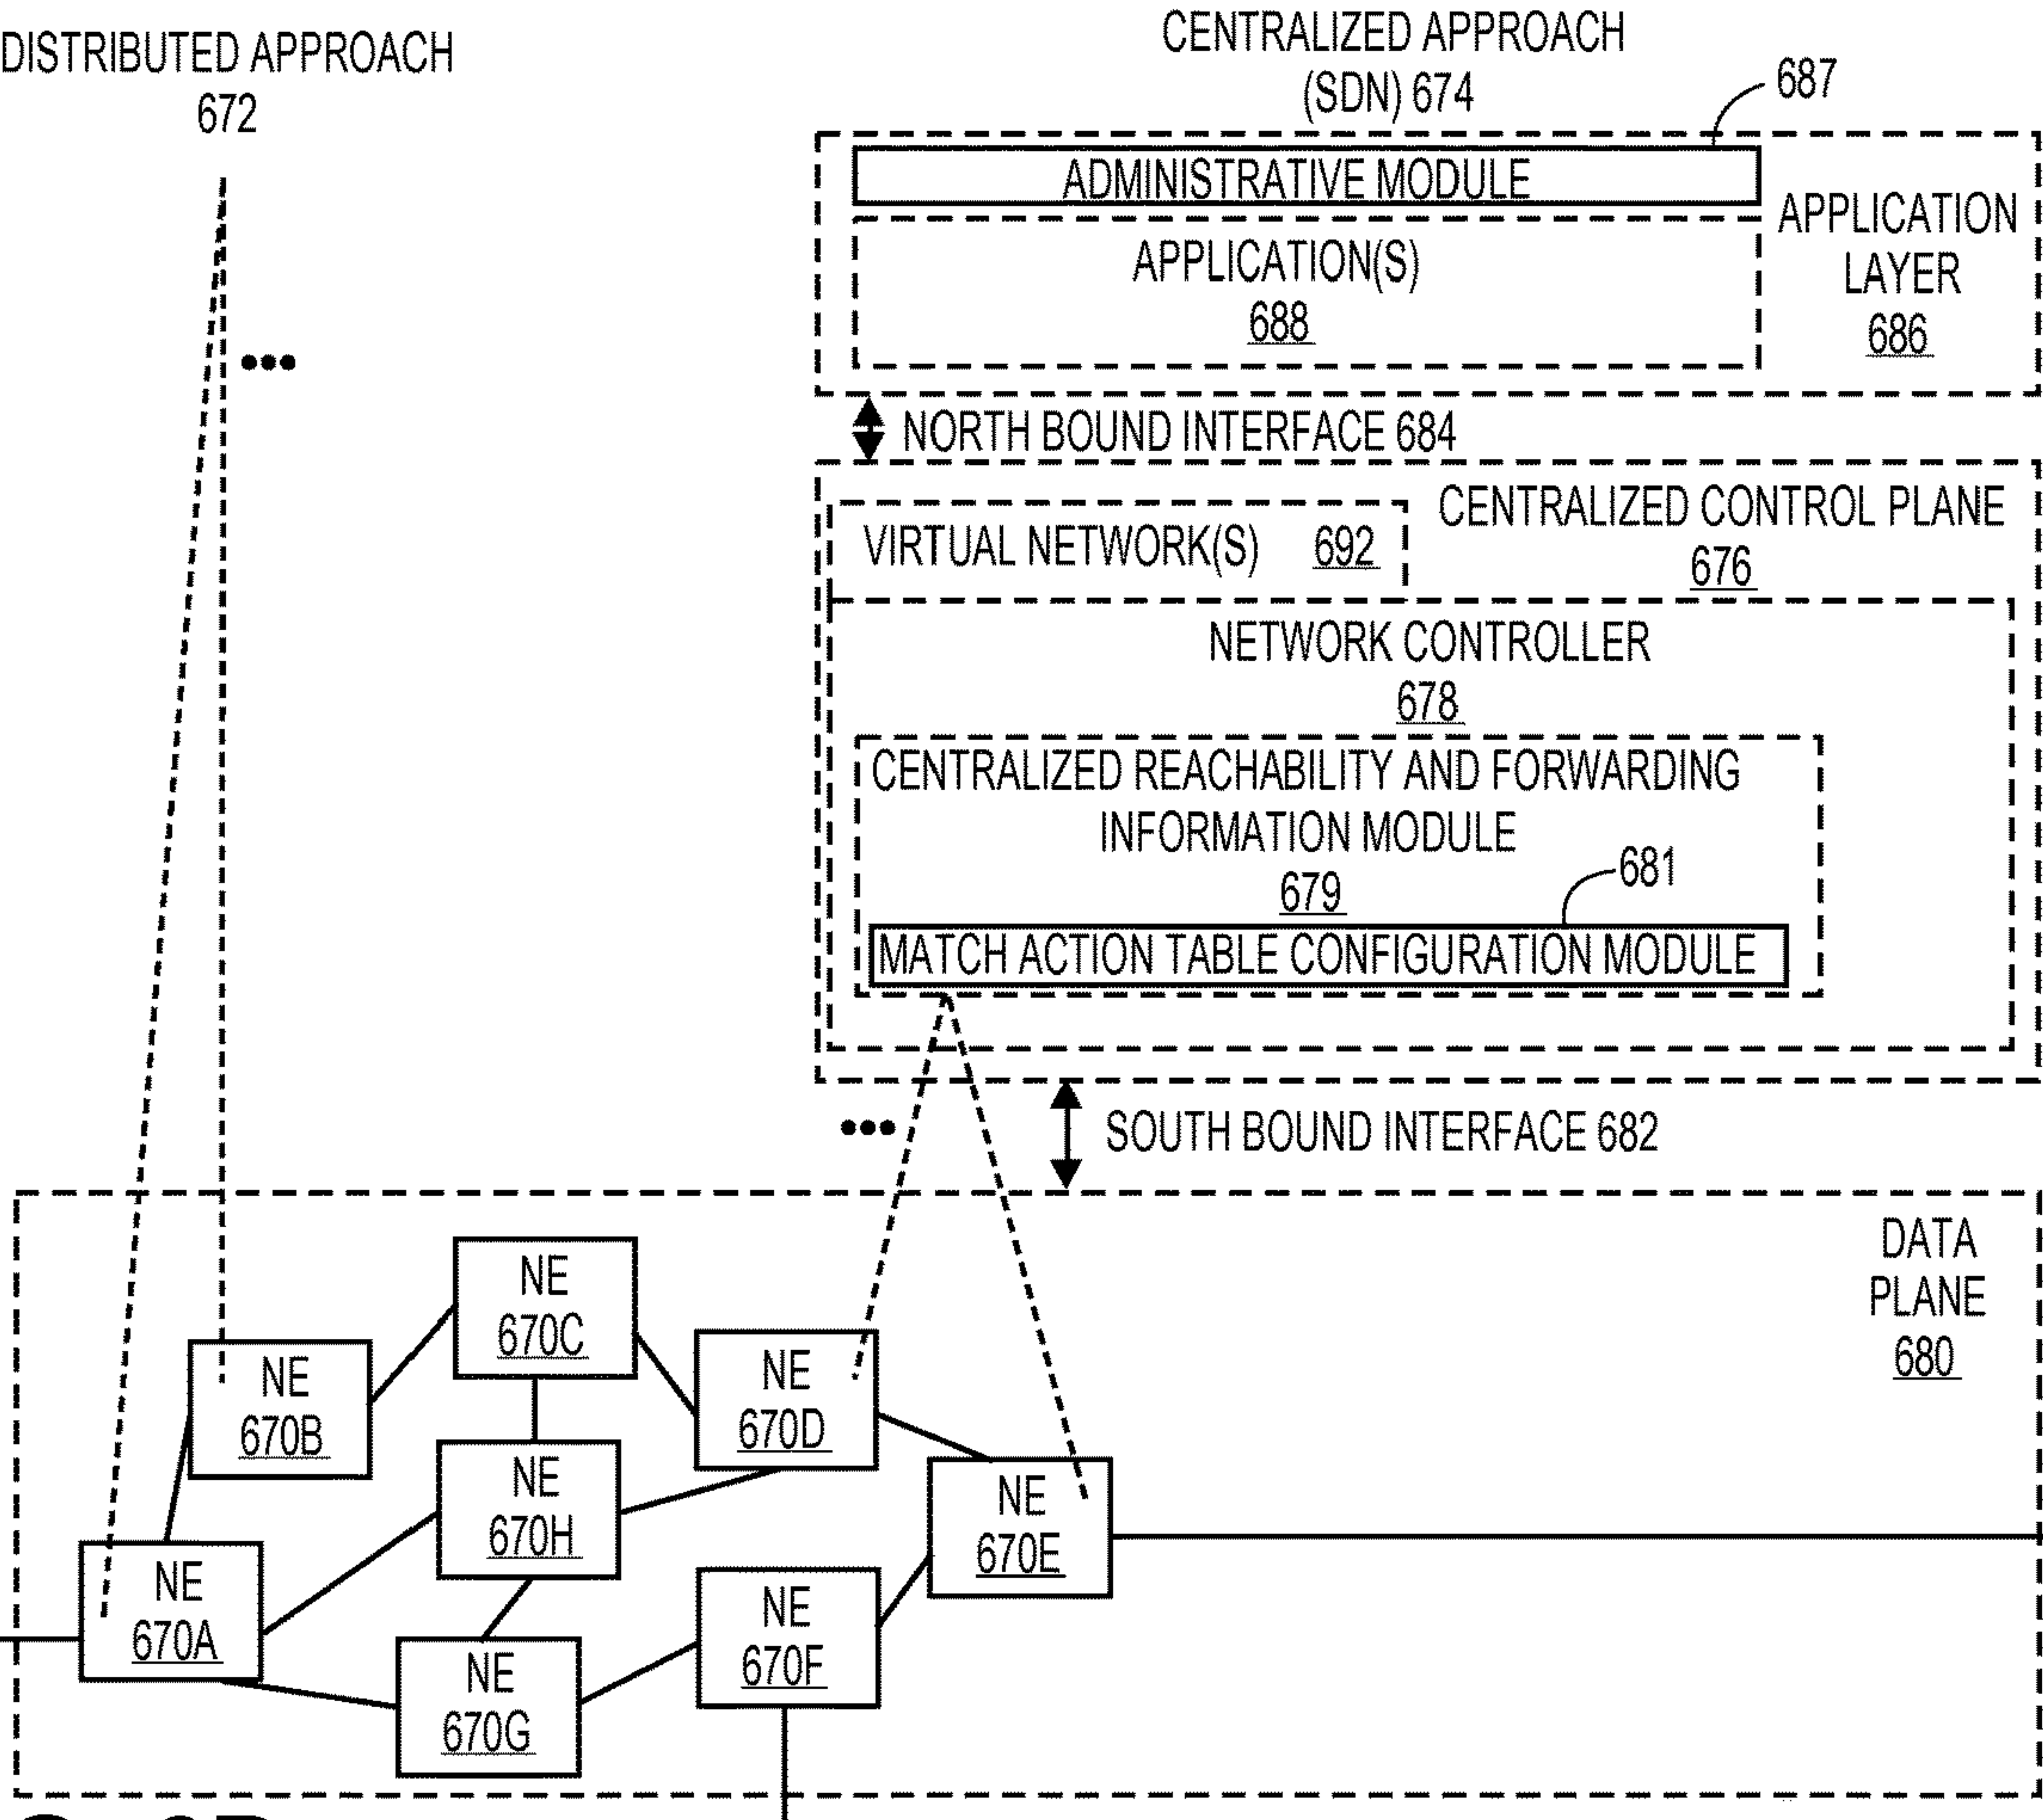 DISTRIBUTED APPROACH
672
CENTRALIZED APPROACH
(SDN) 674
687
ADMINISTRATIVE MODULE
APPLICATION(S)
688
APPLICATION
LAYER
686
NORTH BOUND INTERFACE 684
VIRTUAL NETWORK(S) 692
CENTRALIZED CONTROL PLANE
676
NETWORK CONTROLLER
678
CENTRALIZED REACHABILITY AND FORWARDING
INFORMATION MODULE
679
681
MATCH ACTION TABLE CONFIGURATION MODULE
SOUTH BOUND INTERFACE 682
DATA
PLANE
680
NE
670C
NE
670B
NE
670D
NE
670H
NE
670E
NE
670A
NE
670F
NE
670G